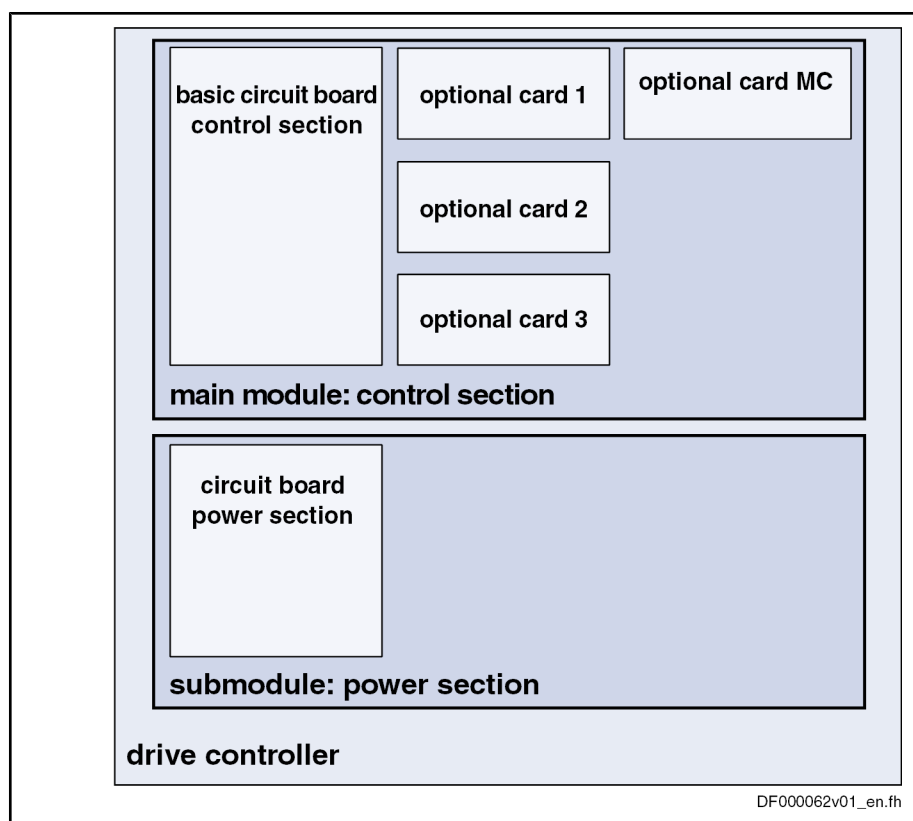 basic circuit board
control section
optional card 1
optional card MC
optional card 2
optional card 3
main module: control section
circuit board
power section
submodule: power section
drive controller
DF000062v01_en.fh